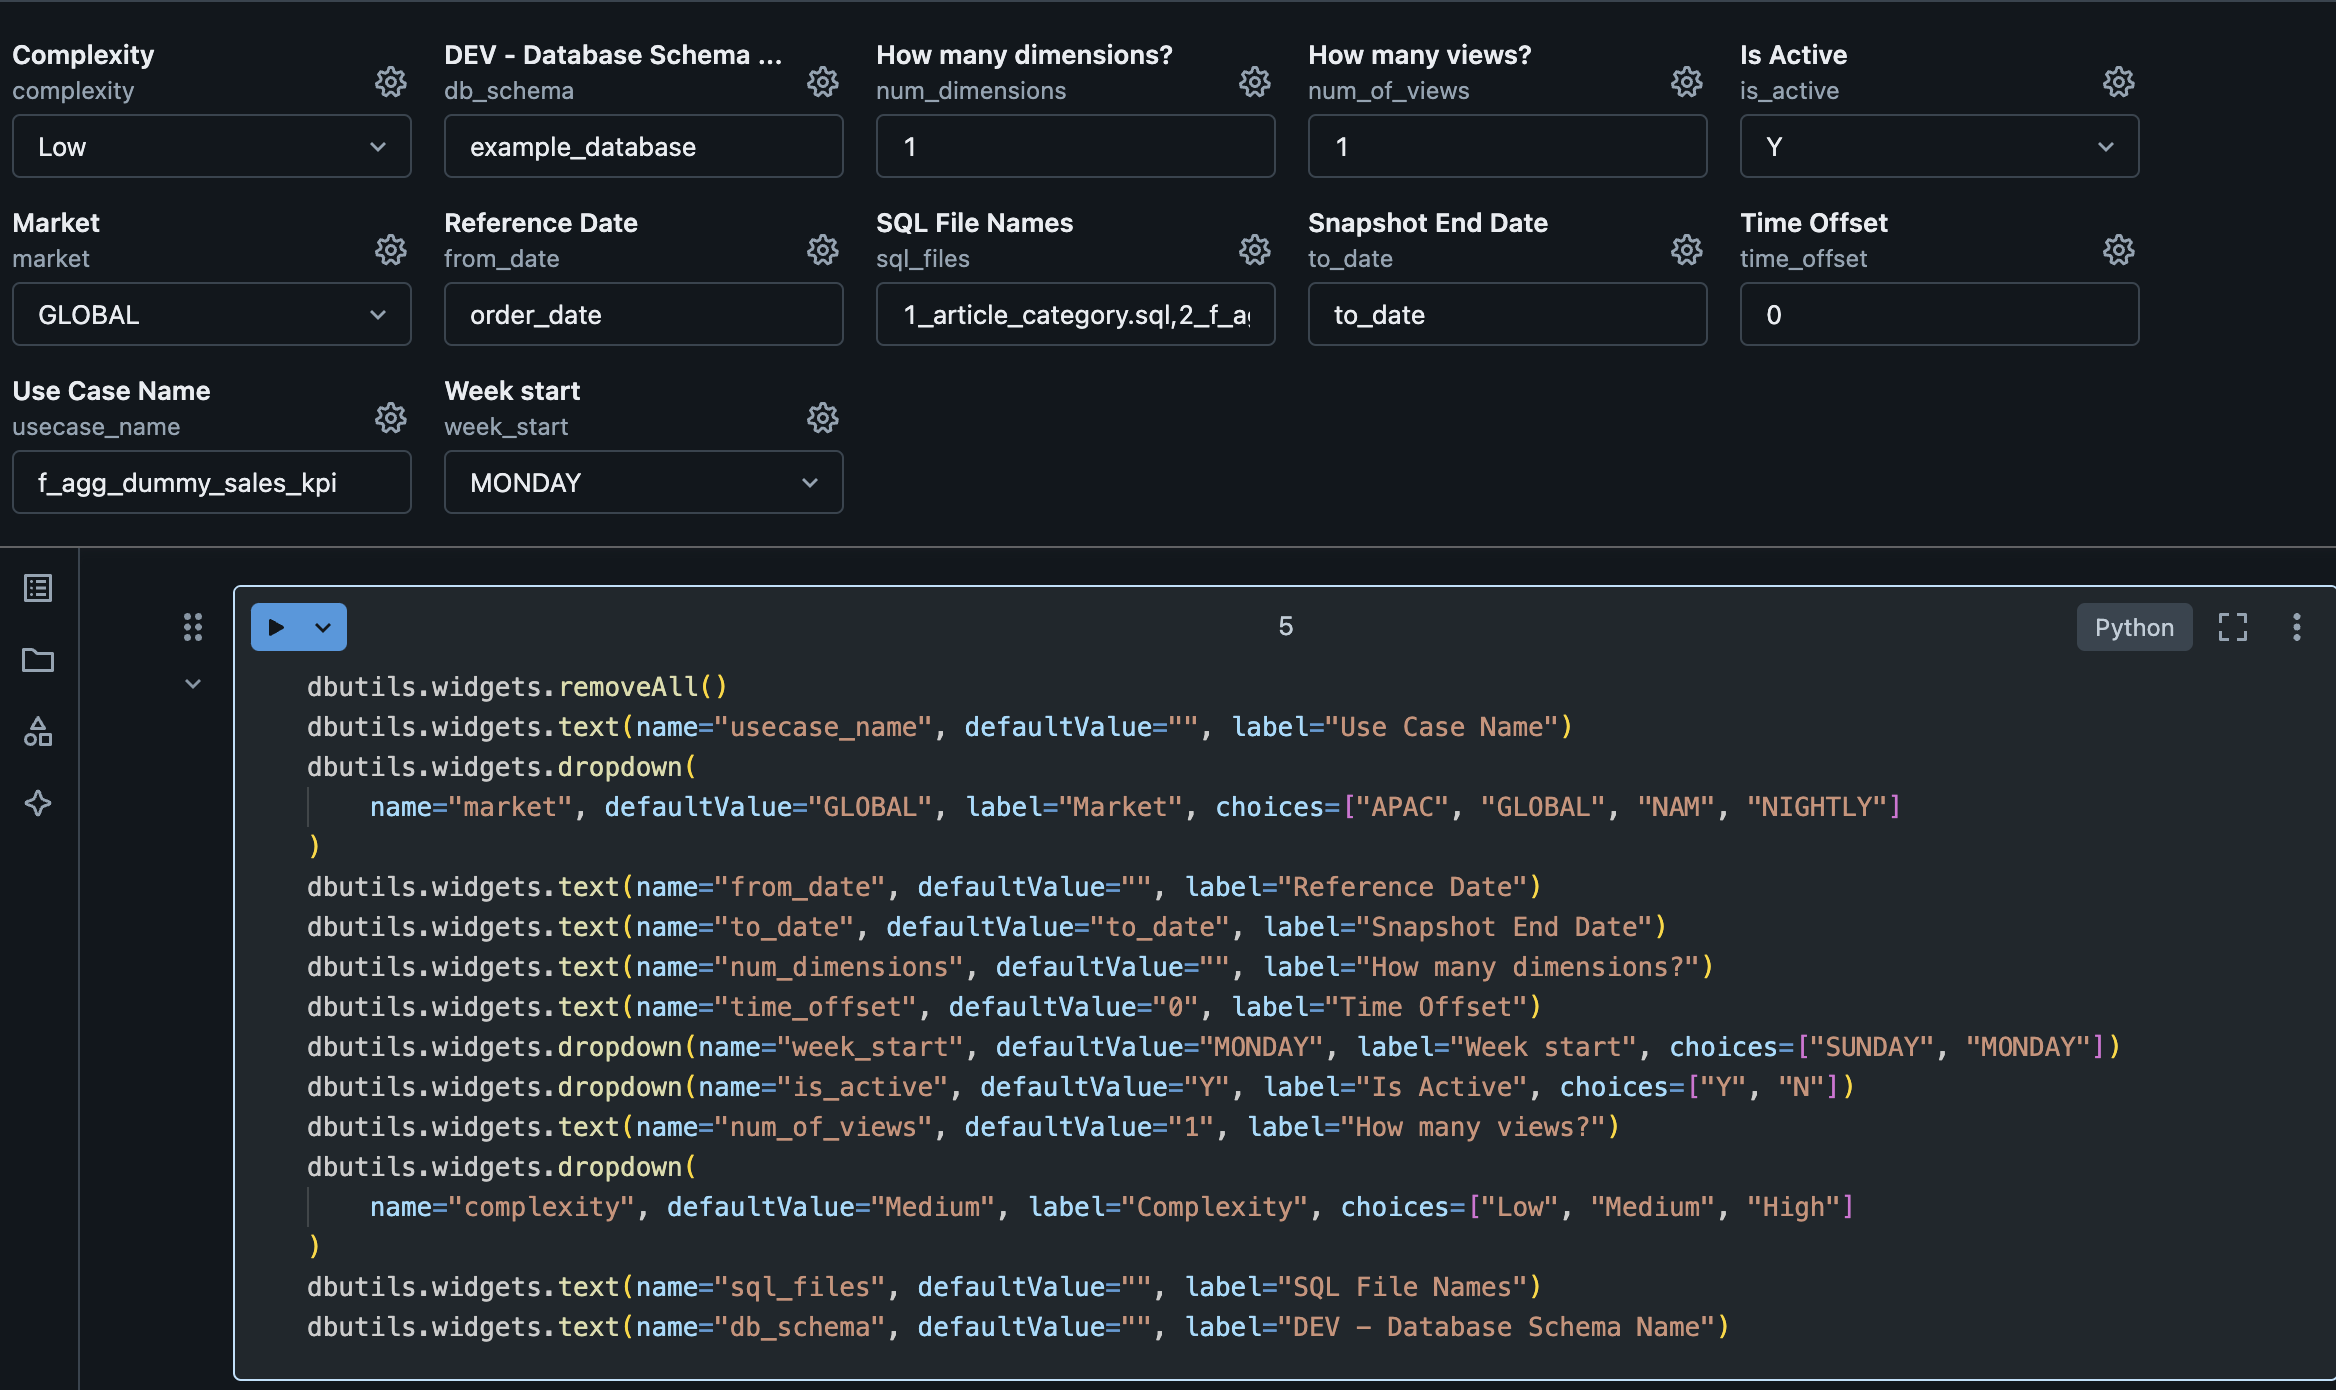 Complexity
complexity
Low
DEV - Database Schema ...
db_schema
example_database
How many dimensions?
num_dimensions
1
How many views?
num_of_views
1
Is Active
is_active
Y
Market
market
GLOBAL
Reference Date
from_date
order_date
SQL File Names
sql_files
1_article_category.sql,2_f_ag
Snapshot End Date
to_date
to_date
Time Offset
time_offset
0
Use Case Name
usecase_name
f_agg_dummy_sales_kpi
Week start
week_start
MONDAY
5
Python
dbutils.widgets.removeAll()
dbutils.widgets.text(name="usecase_name", defaultValue="", label="Use Case Name")
dbutils.widgets.dropdown(
    name="market", defaultValue="GLOBAL", label="Market", choices=["APAC", "GLOBAL", "NAM", "NIGHTLY"]
)
dbutils.widgets.text(name="from_date", defaultValue="", label="Reference Date")
dbutils.widgets.text(name="to_date", defaultValue="to_date", label="Snapshot End Date")
dbutils.widgets.text(name="num_dimensions", defaultValue="", label="How many dimensions?")
dbutils.widgets.text(name="time_offset", defaultValue="0", label="Time Offset")
dbutils.widgets.dropdown(name="week_start", defaultValue="MONDAY", label="Week start", choices=["SUNDAY", "MONDAY"])
dbutils.widgets.dropdown(name="is_active", defaultValue="Y", label="Is Active", choices=["Y", "N"])
dbutils.widgets.text(name="num_of_views", defaultValue="1", label="How many views?")
dbutils.widgets.dropdown(
    name="complexity", defaultValue="Medium", label="Complexity", choices=["Low", "Medium", "High"]
)
dbutils.widgets.text(name="sql_files", defaultValue="", label="SQL File Names")
dbutils.widgets.text(name="db_schema", defaultValue="", label="DEV – Database Schema Name")